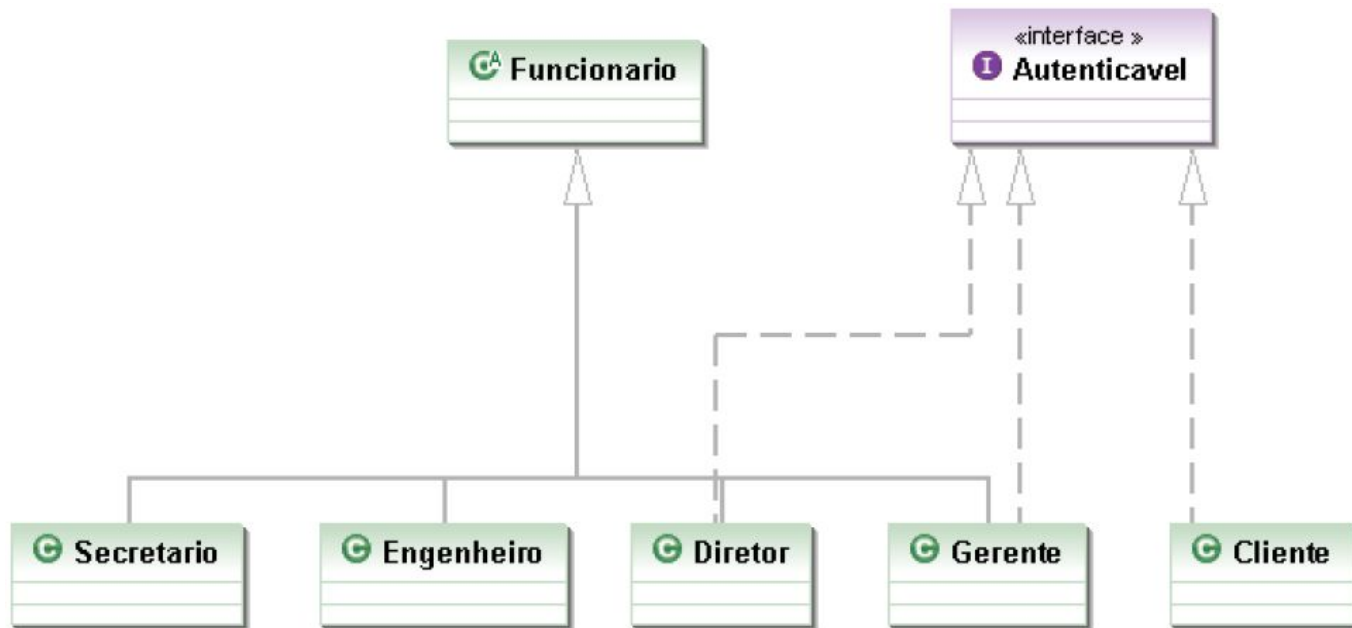 Funcionario
«interface »
Autenticavel
Secretario
Engenheiro
Diretor
Gerente
Cliente